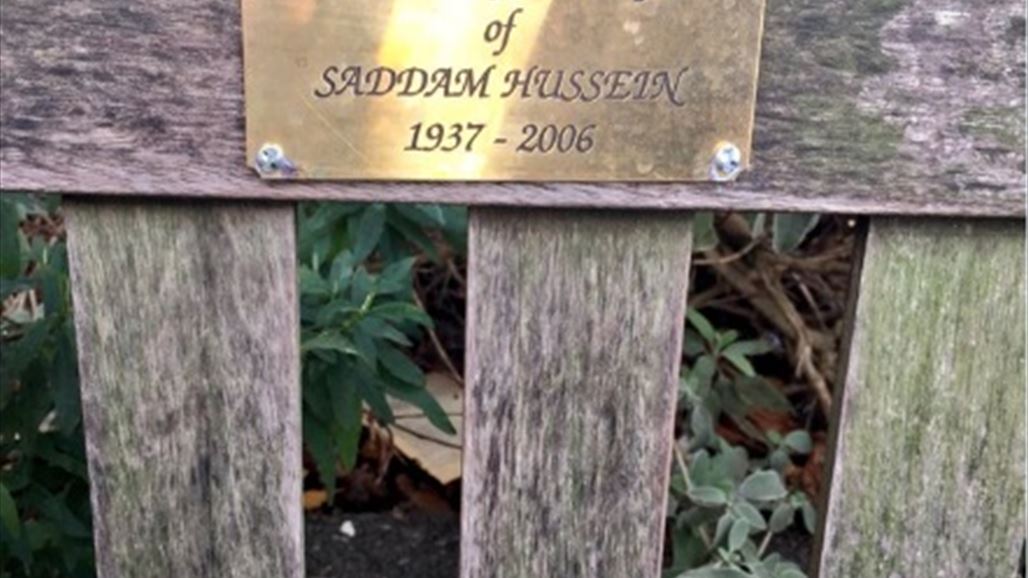 of
SADDAM HUSSEIN
1937 - 2006